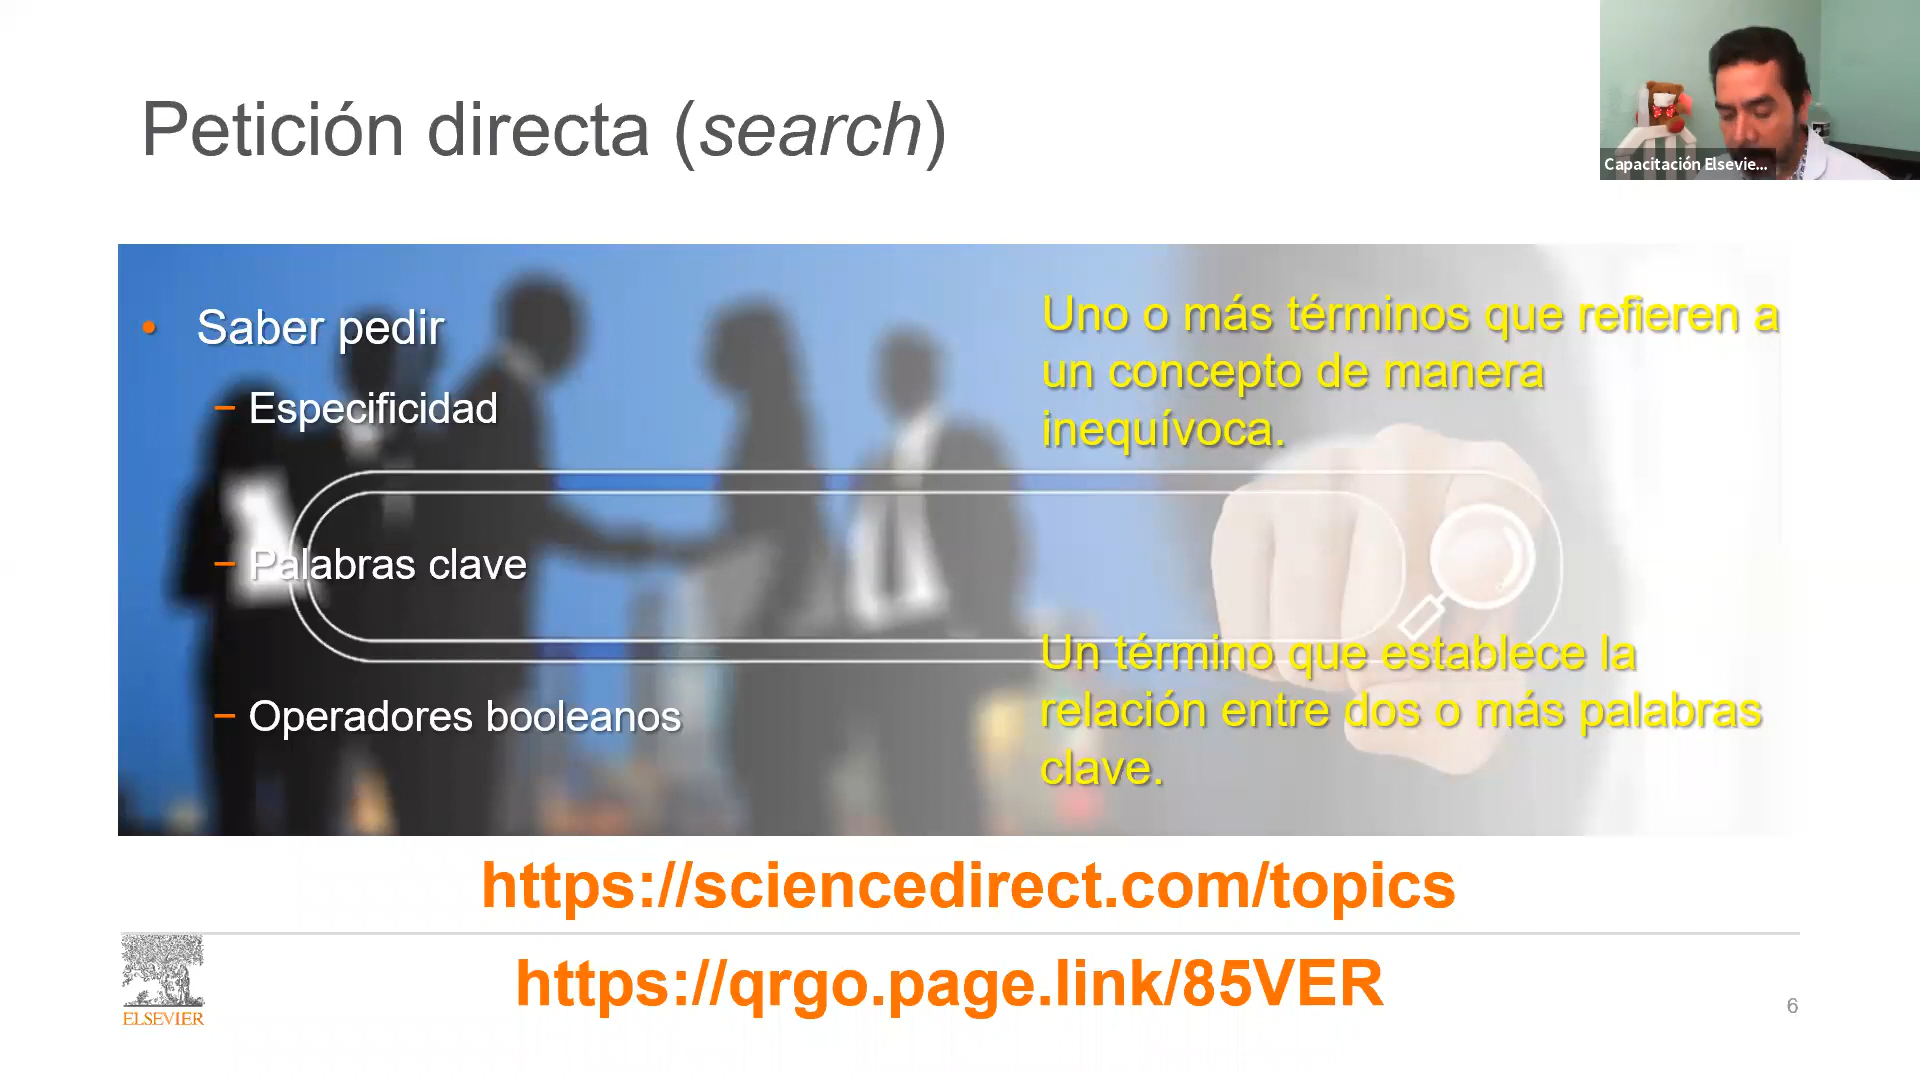 Petición directa (search)
Capacitación Elsevie...
• Saber pedir
– Especificidad
Uno o más términos que refieren a
un concepto de manera
inequívoca.
– Palabras clave
– Operadores booleanos
Un término que establece la
relación entre dos o más palabras
clave.
https://sciencedirect.com/topics
https://qrgo.page.link/85VER
ELSEVIER
6